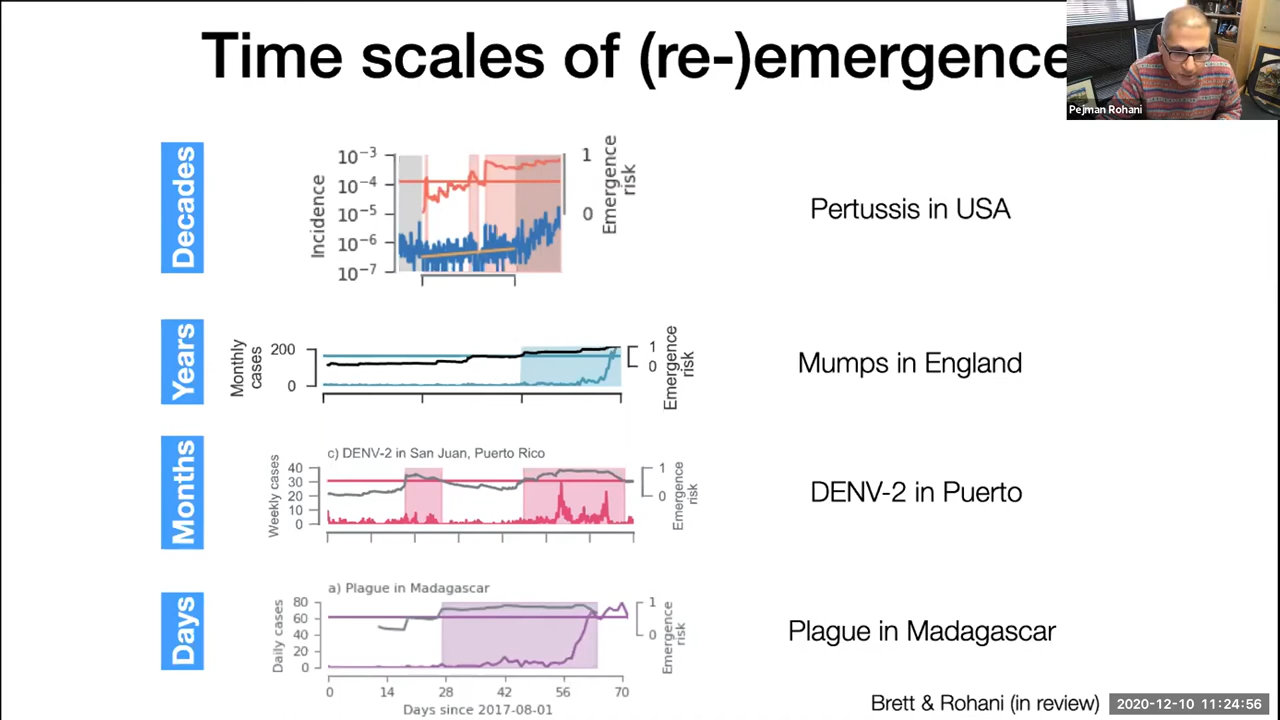 Time scales of (re-)emergence
Pejman Rohani
Decades
Incidence
10−3
10−4
10−5
10−6
10−7
1
0
Emergence
risk
Pertussis in USA
Years
Monthly
cases
200
0
1
0
Emergence
risk
Mumps in England
Months
c) DENV-2 in San Juan, Puerto Rico
Weekly cases
40
30
20
10
0
1
0
Emergence
risk
DENV-2 in Puerto
Days
a) Plague in Madagascar
Daily cases
80
60
40
20
0
1
0
Emergence
risk
0 14 28 42 56 70
Days since 2017-08-01
Plague in Madagascar
Brett & Rohani (in review)
2020-12-10 11:24:56